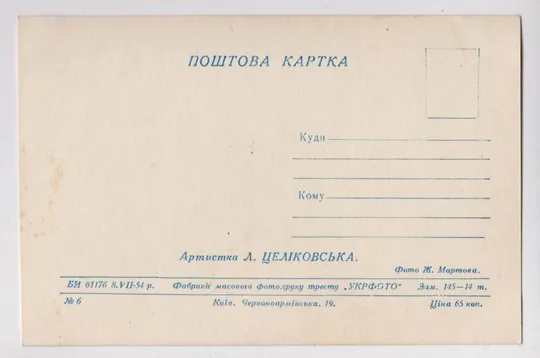 ПОШТОВА КАРТКА
Куди
Кому
Артистка Л. ЦЕЛІКОВСЬКА.
Фото Ж. Мартова.
БИ 01176 8.VII-54 р. Фабрика масового фотодруку тресту „УКРФОТО“ Зам. 145—14 т.
№ 6 Київ. Червоноармінська. 19. Ціна 65 коп.